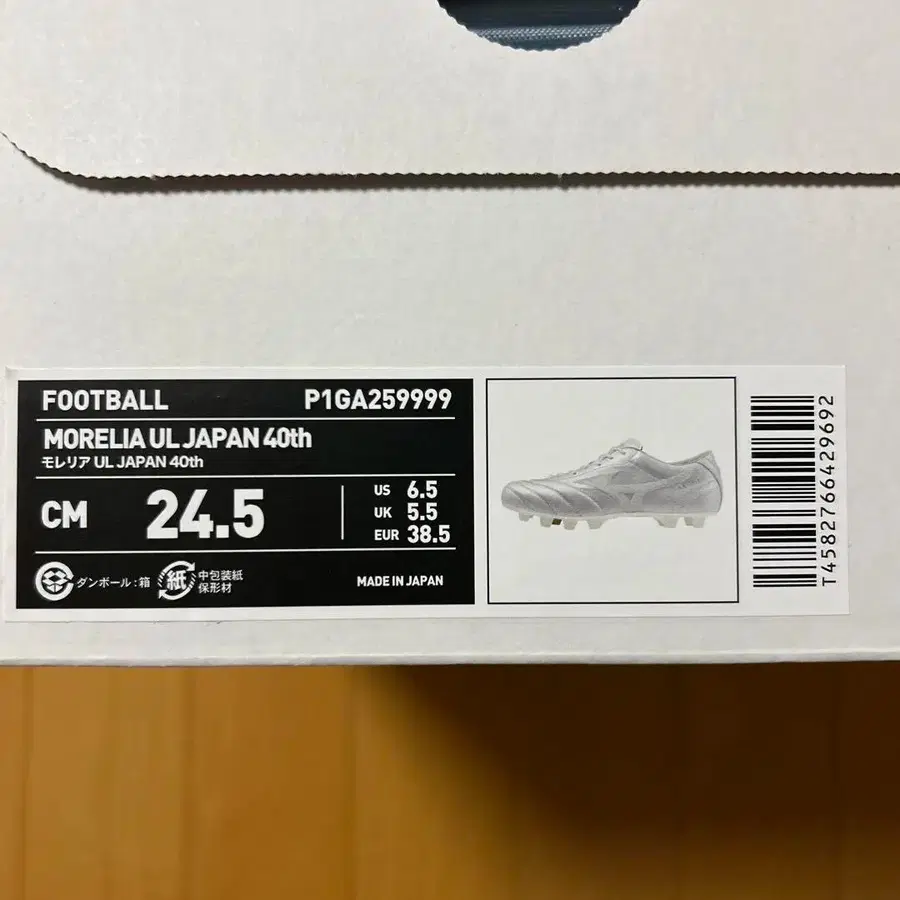 FOOTBALL P1GA259999
MORELIA UL JAPAN 40th
モレリア UL JAPAN 40th
CM 24.5
US 6.5
UK 5.5
EUR 38.5
ダンボール:箱
紙
中包装紙
保形材
MADE IN JAPAN
T4582766429692